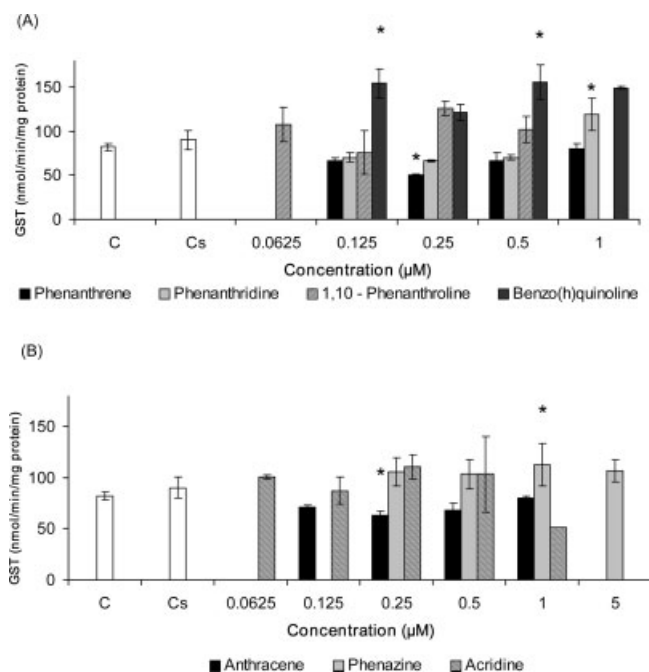 (A)
*
*
150
*
100
*
50
0
GST (nmol/min/mg protein)
C Cs 0.0625 0.125 0.25 0.5 1
Concentration (µM)
Phenanthrene Phenanthridine 1,10 - Phenanthroline Benzo(h)quinoline
(B)
*
150
*
100
50
0
GST (nmol/min/mg protein)
C Cs 0.0625 0.125 0.25 0.5 1 5
Concentration (µM)
Anthracene Phenazine Acridine